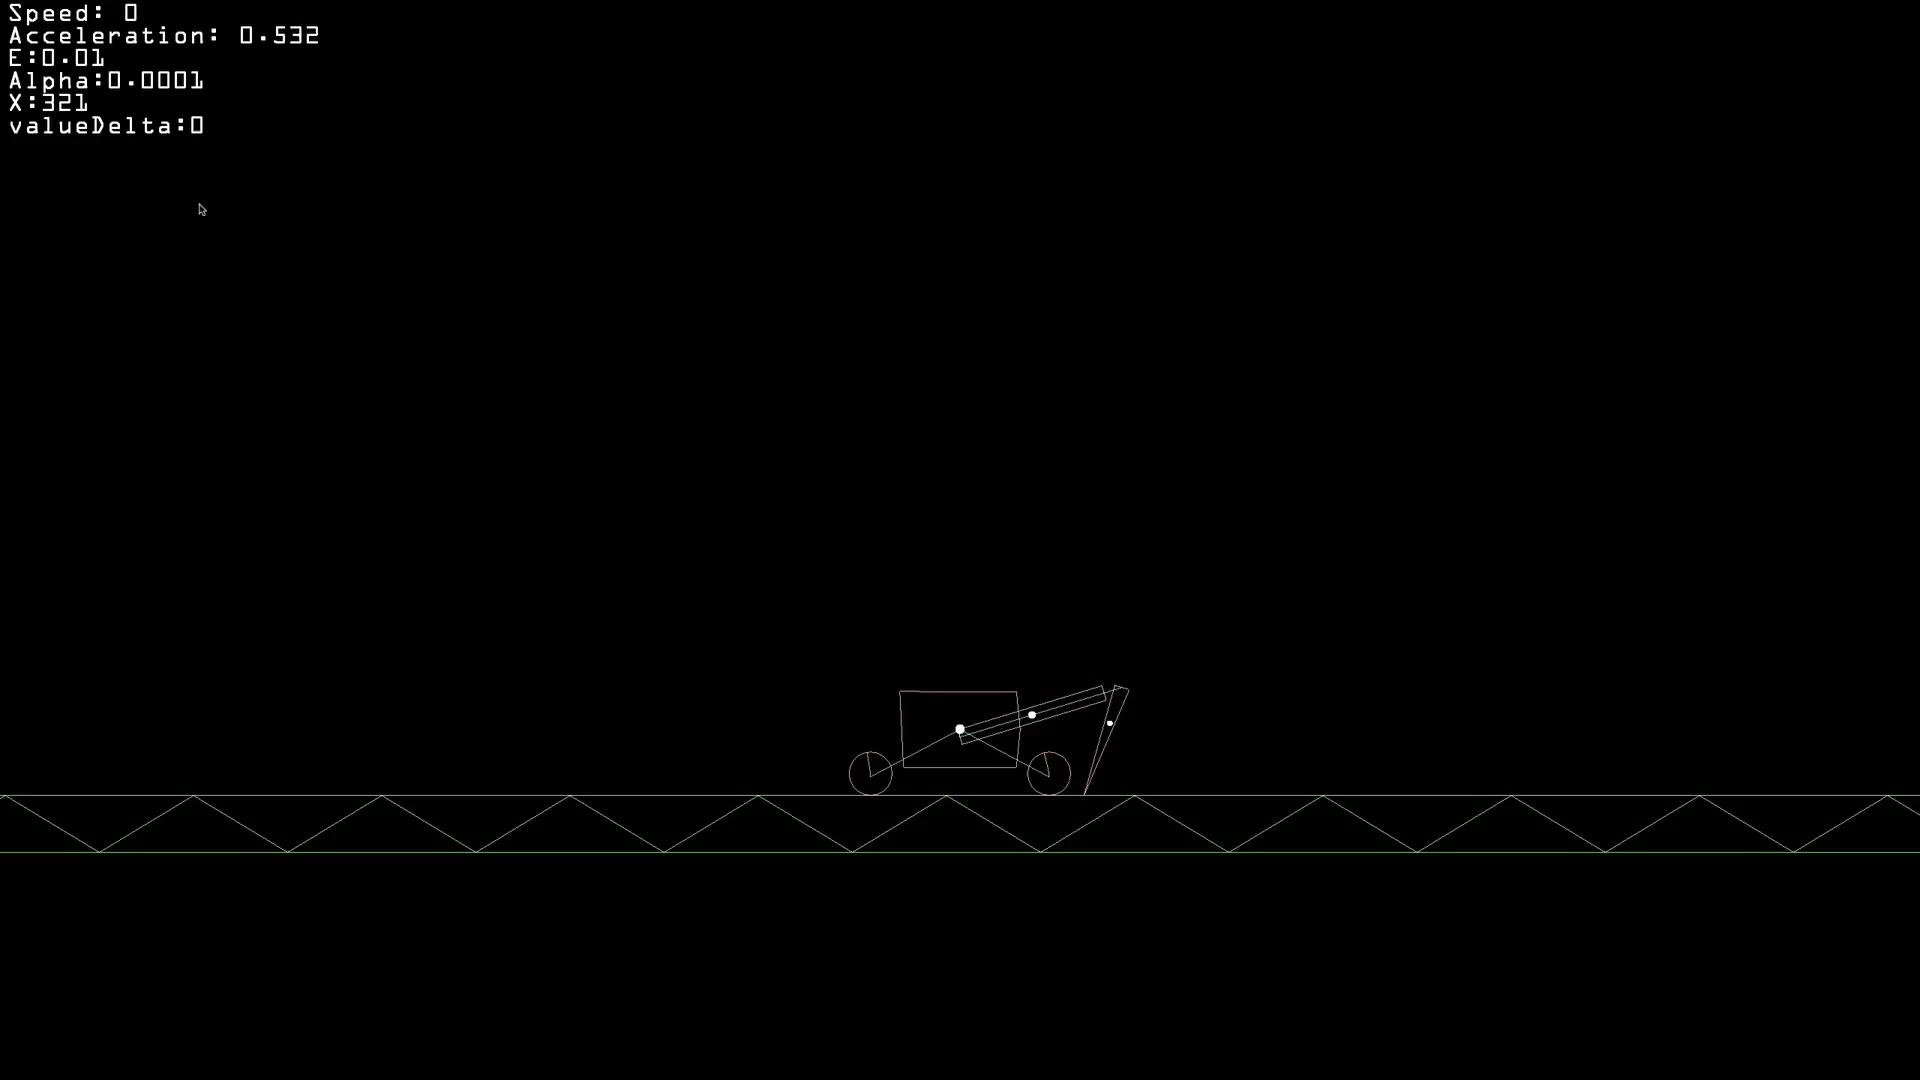 Speed: 0
Acceleration: 0.532
E:0.01
Alpha:0.0001
X:321
valueDelta:0